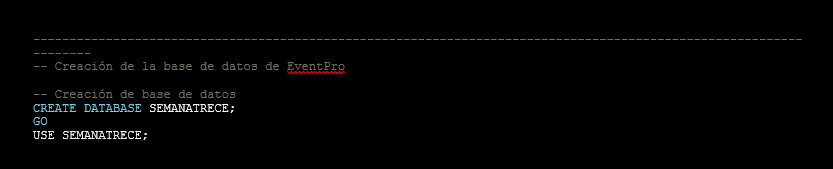 -----------------------------------------------------------------------------------------------------------
--------
-- Creación de la base de datos de EventPro
-- Creación de base de datos
CREATE DATABASE SEMANATRECE;
GO
USE SEMANATRECE;